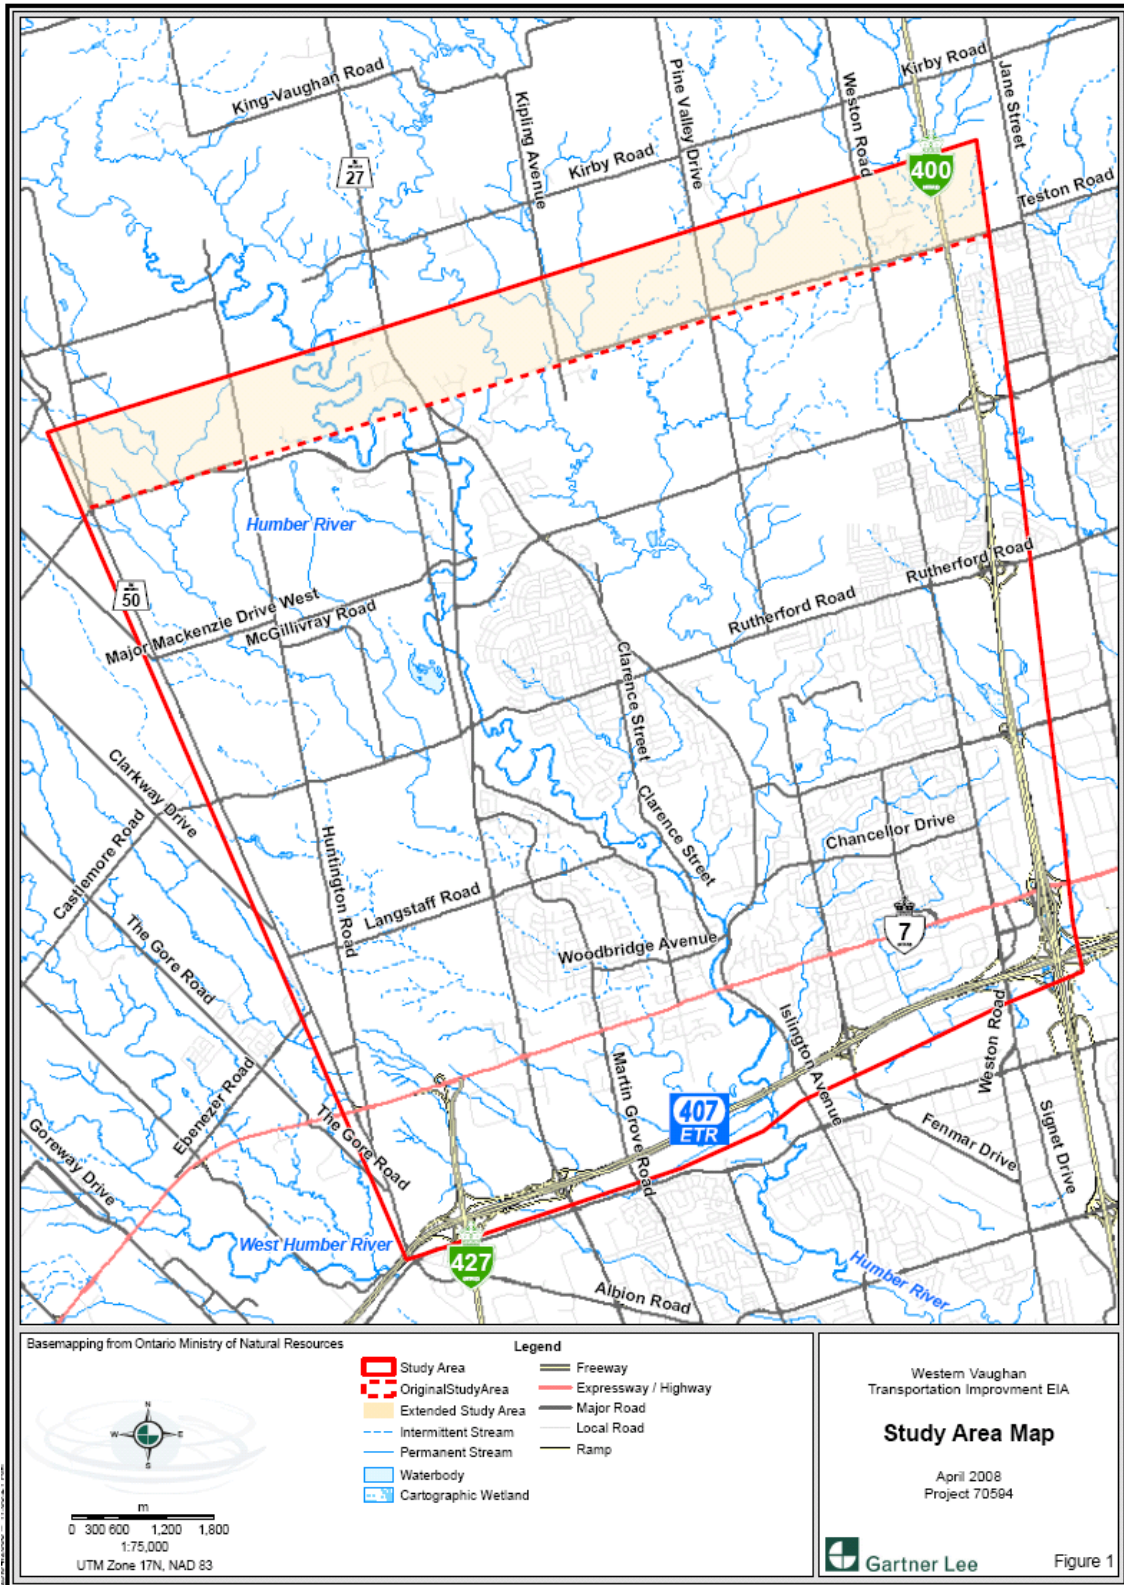 King-Vaughan Road
27
Kipling Avenue
Pine Valley Drive
Weston Road
Kirby Road
Jane Street
Kirby Road
400
Teston Road
Humber River
50
Major Mackenzie Drive West
McGillivray Road
Rutherford Road
Rutherford Road
Clarence Street
Clarkway Drive
Clarence Street
Castlemore Road
Huntington Road
Chancellor Drive
Langstaff Road
The Gore Road
Woodbridge Avenue
7
Islington Avenue
Weston Road
Martin Grove Road
Ebenezer Road
407
ETR
The Gore Road
Goreway Drive
Fenmar Drive
Signet Drive
West Humber River
427
Humber River
Albion Road
Basemapping from Ontario Ministry of Natural Resources
N
W
E
S
m
0 300 600 1,200 1,800
1:75,000
UTM Zone 17N, NAD 83
Legend
Study Area
OriginalStudyArea
Extended Study Area
Intermittent Stream
Permanent Stream
Waterbody
Cartographic Wetland
Freeway
Expressway / Highway
Major Road
Local Road
Ramp
Western Vaughan
Transportation Improvment EIA
Study Area Map
April 2008
Project 70594
Gartner Lee
Figure 1